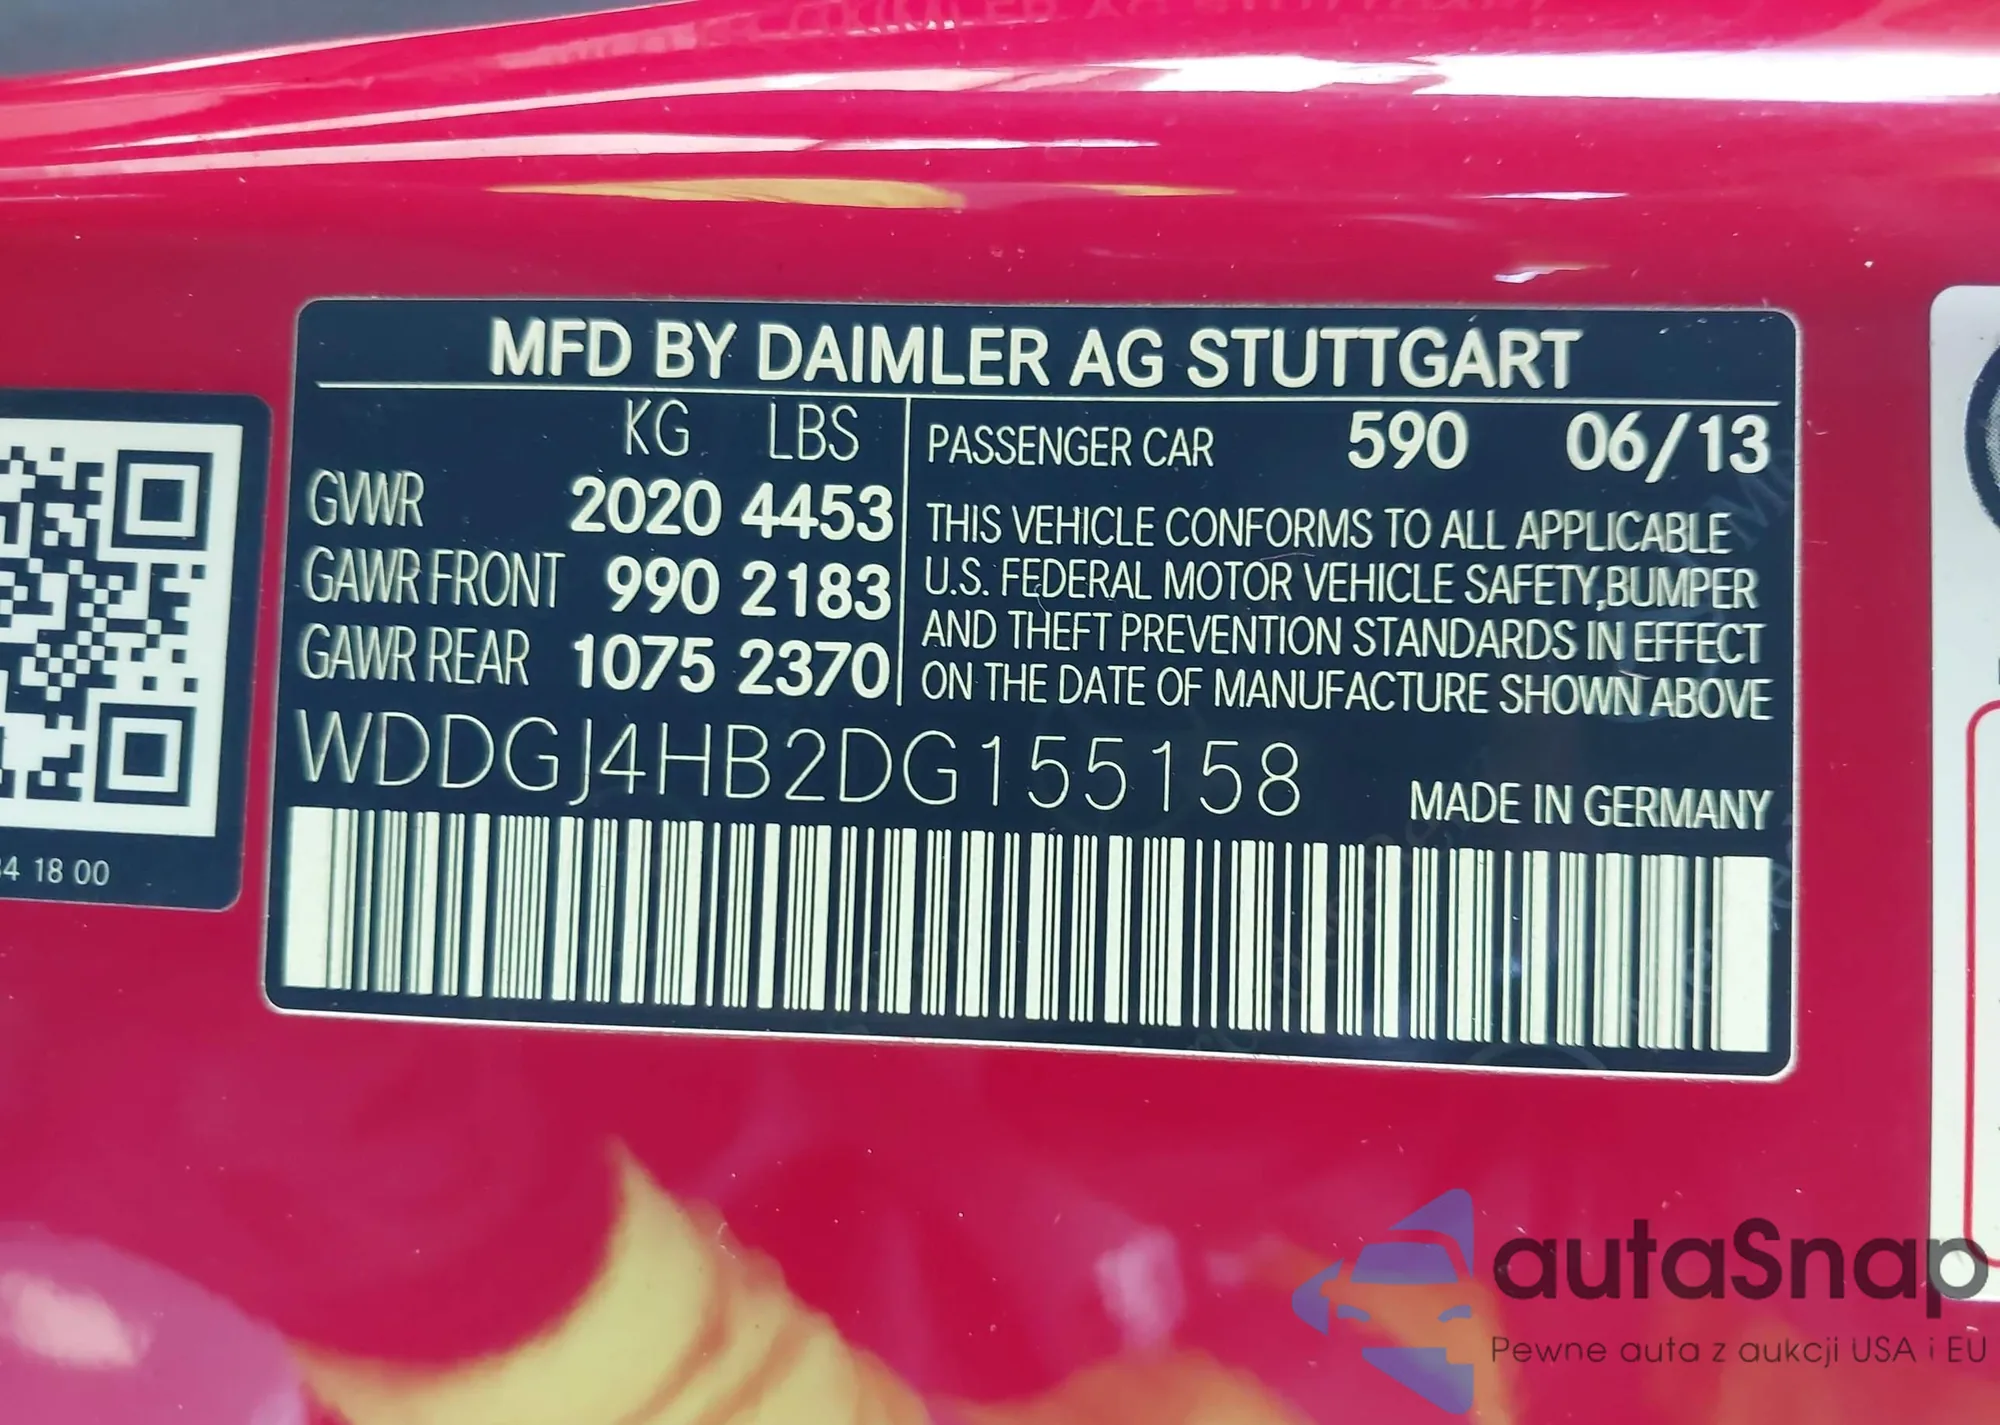 MFD BY DAIMLER AG STUTTGART
KG LBS
GVWR 2020 4453
GAWR FRONT 990 2183
GAWR REAR 1075 2370
PASSENGER CAR 590 06/13
THIS VEHICLE CONFORMS TO ALL APPLICABLE
U.S. FEDERAL MOTOR VEHICLE SAFETY,BUMPER
AND THEFT PREVENTION STANDARDS IN EFFECT
ON THE DATE OF MANUFACTURE SHOWN ABOVE
WDDGJ4HB2DG155158
MADE IN GERMANY
34 18 00
autaSnap
Pewne auta z aukcji USA i EU